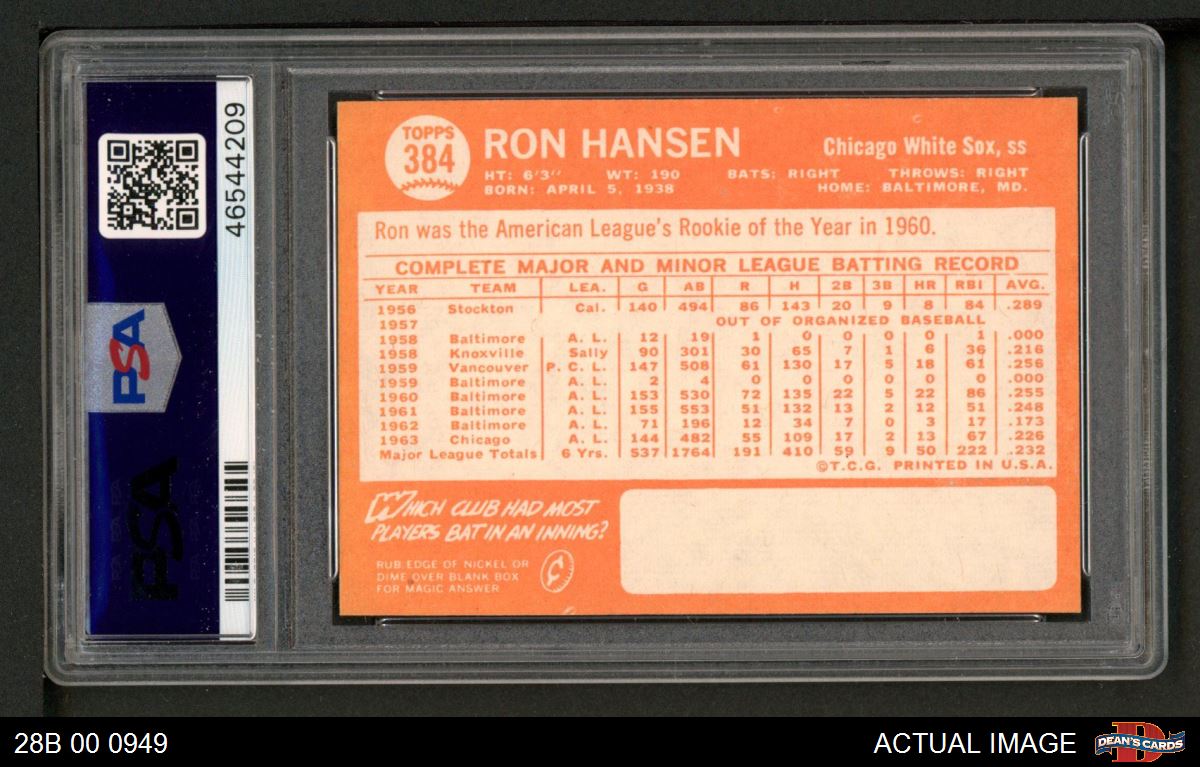 46544209
PSA
PSA
TOPPS
384
RON HANSEN
Chicago White Sox, ss
HT: 6'3" WT: 190 BATS: RIGHT THROWS: RIGHT
BORN: APRIL 5, 1938 HOME: BALTIMORE, MD.
Ron was the American League's Rookie of the Year in 1960.
COMPLETE MAJOR AND MINOR LEAGUE BATTING RECORD
YEAR TEAM LEA. G AB R H 2B 3B HR RBI AVG.
1956 Stockton Cal. 140 494 86 143 20 9 8 84 .289
1957 OUT OF ORGANIZED BASEBALL
1958 Baltimore A. L. 12 19 1 0 0 0 0 1 .000
1958 Knoxville Sally 90 301 30 65 7 1 6 36 .216
1959 Vancouver P. C. L. 147 508 61 130 17 5 18 61 .256
1959 Baltimore A. L. 2 4 0 0 0 0 0 0 .000
1960 Baltimore A. L. 153 530 72 135 22 5 22 86 .255
1961 Baltimore A. L. 155 553 51 132 13 2 12 51 .248
1962 Baltimore A. L. 71 196 12 34 7 0 3 17 .173
1963 Chicago A. L. 144 482 55 109 17 2 13 67 .226
Major League Totals 6 Yrs. 537 1764 191 410 59 9 50 222 .232
©T.C.G. PRINTED IN U.S.A.
WHICH CLUB HAD MOST
PLAYERS BAT IN AN INNING?
RUB EDGE OF NICKEL OR
DIME OVER BLANK BOX
FOR MAGIC ANSWER
28B 00 0949
ACTUAL IMAGE
D
DEAN'S CARDS